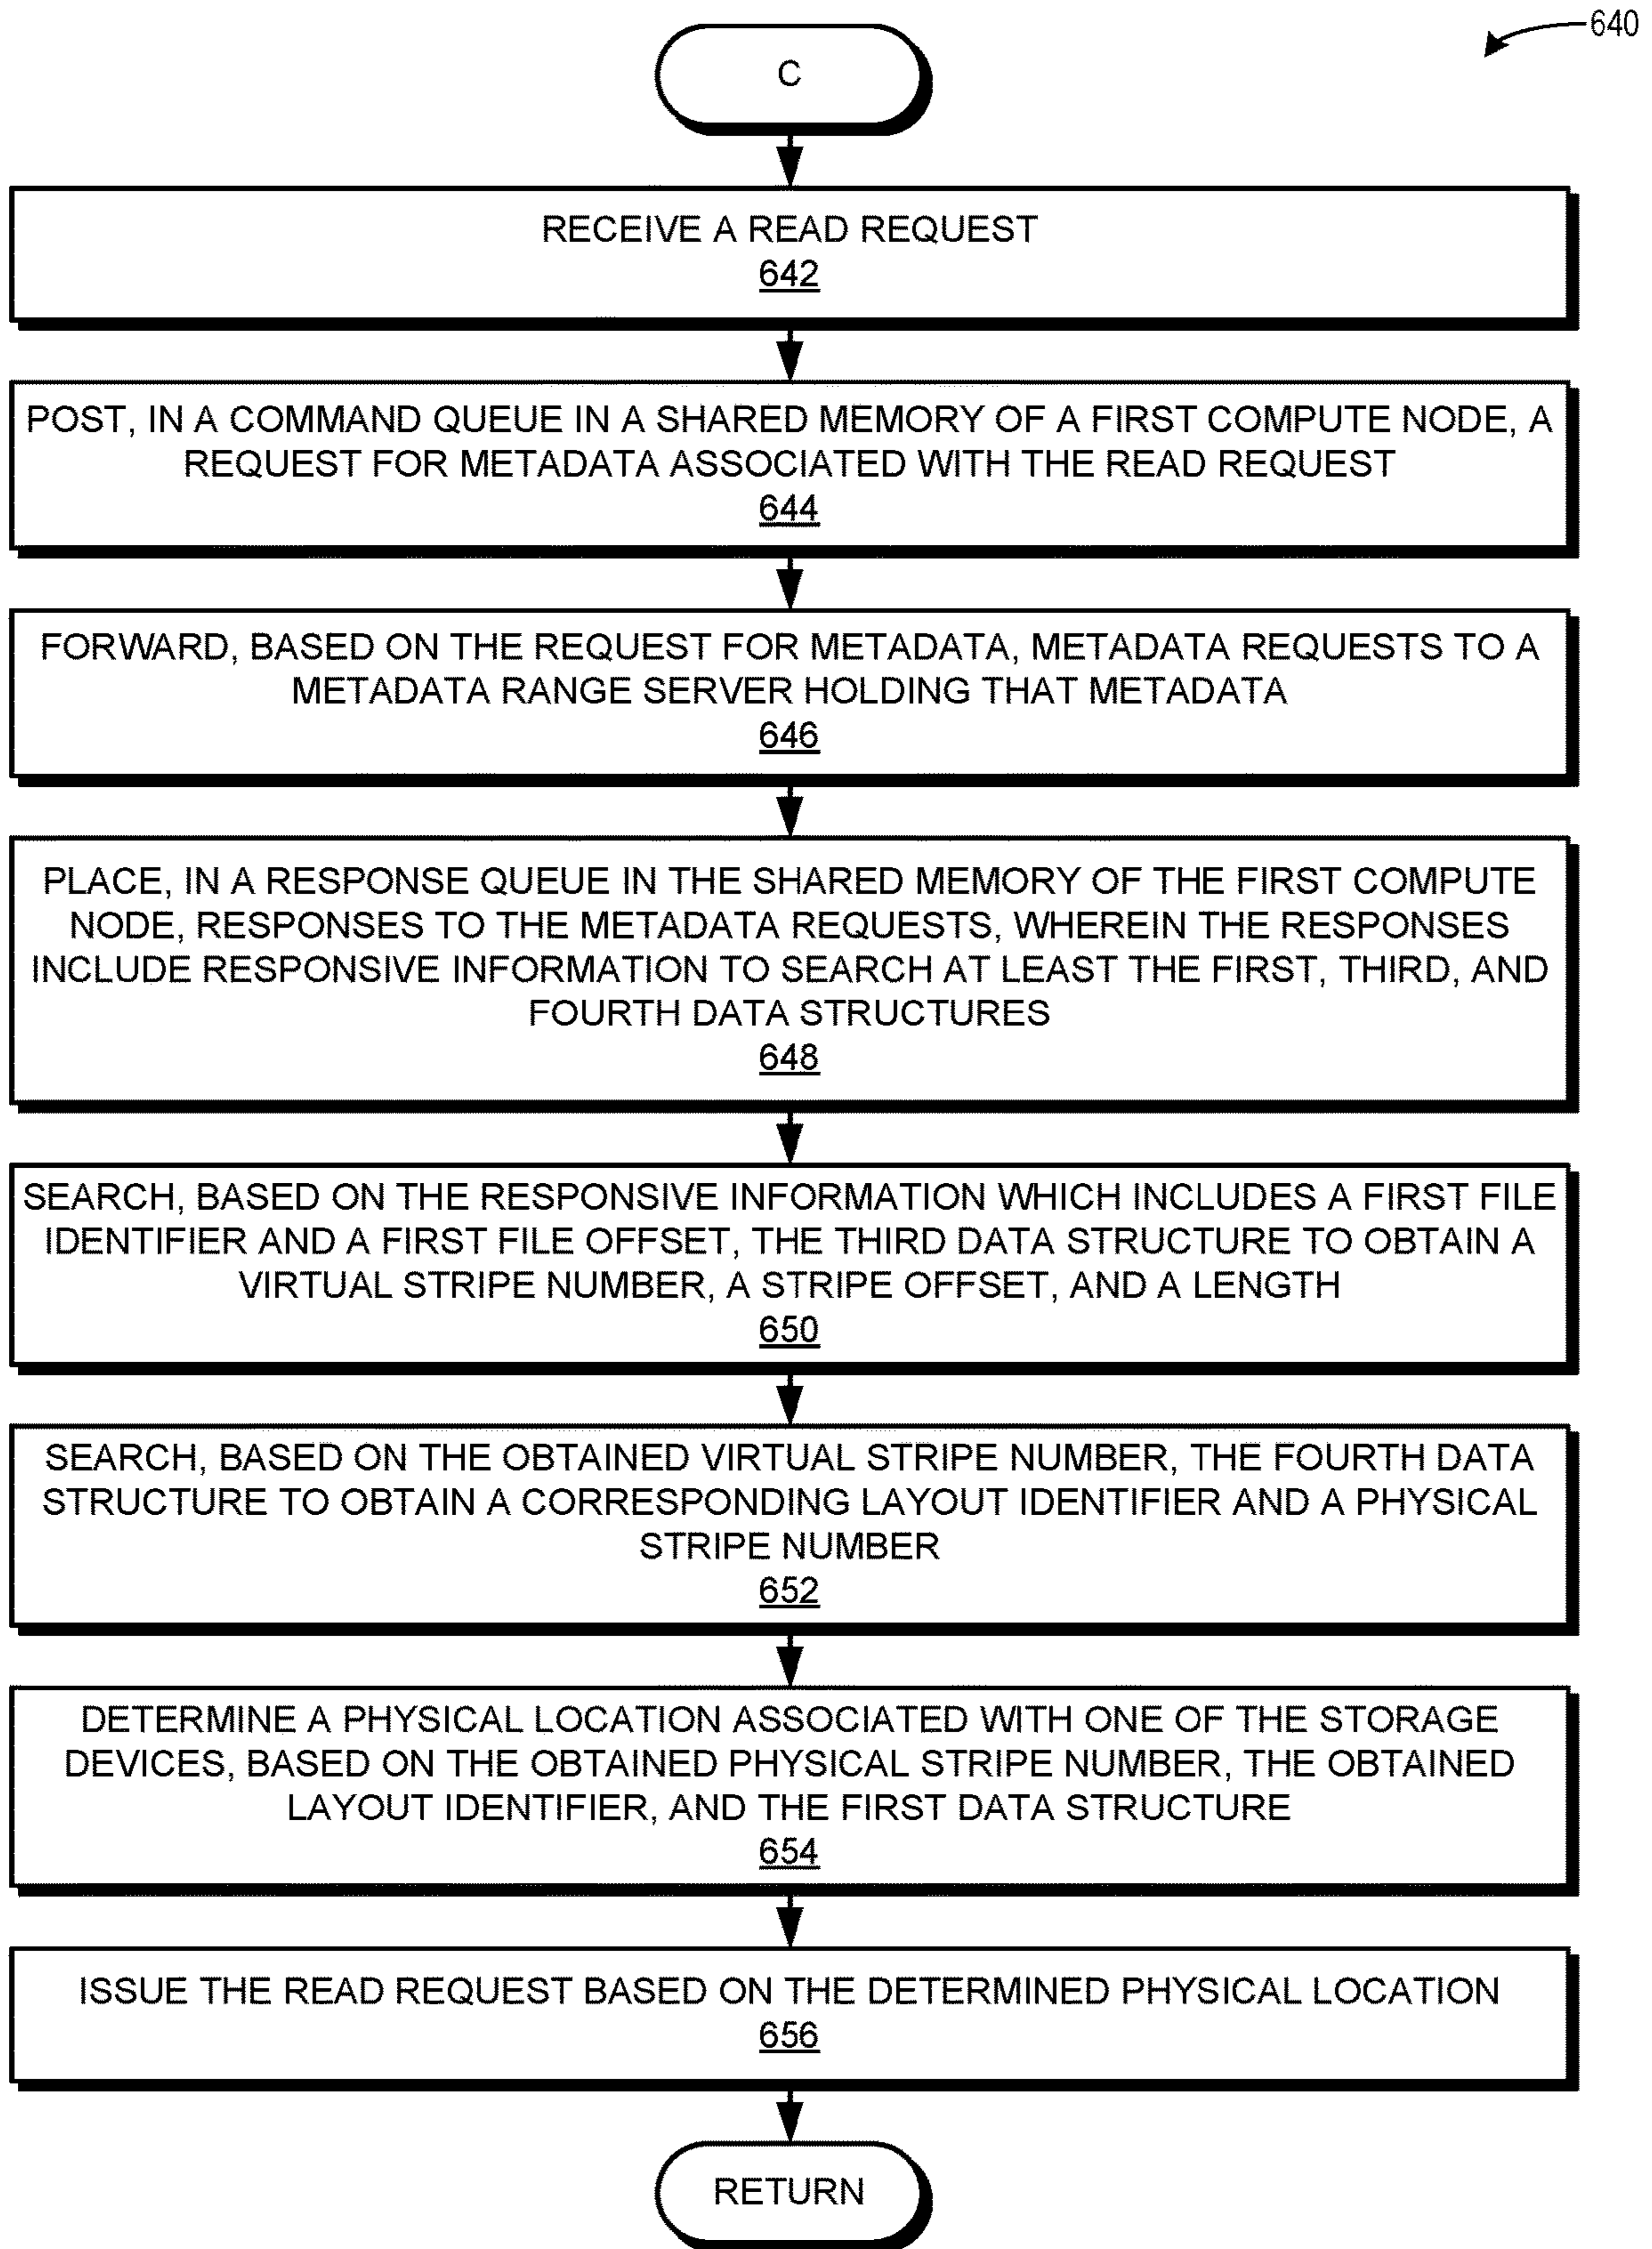 640
C
RECEIVE A READ REQUEST
642
POST, IN A COMMAND QUEUE IN A SHARED MEMORY OF A FIRST COMPUTE NODE, A
REQUEST FOR METADATA ASSOCIATED WITH THE READ REQUEST
644
FORWARD, BASED ON THE REQUEST FOR METADATA, METADATA REQUESTS TO A
METADATA RANGE SERVER HOLDING THAT METADATA
646
PLACE, IN A RESPONSE QUEUE IN THE SHARED MEMORY OF THE FIRST COMPUTE
NODE, RESPONSES TO THE METADATA REQUESTS, WHEREIN THE RESPONSES
INCLUDE RESPONSIVE INFORMATION TO SEARCH AT LEAST THE FIRST, THIRD, AND
FOURTH DATA STRUCTURES
648
SEARCH, BASED ON THE RESPONSIVE INFORMATION WHICH INCLUDES A FIRST FILE
IDENTIFIER AND A FIRST FILE OFFSET, THE THIRD DATA STRUCTURE TO OBTAIN A
VIRTUAL STRIPE NUMBER, A STRIPE OFFSET, AND A LENGTH
650
SEARCH, BASED ON THE OBTAINED VIRTUAL STRIPE NUMBER, THE FOURTH DATA
STRUCTURE TO OBTAIN A CORRESPONDING LAYOUT IDENTIFIER AND A PHYSICAL
STRIPE NUMBER
652
DETERMINE A PHYSICAL LOCATION ASSOCIATED WITH ONE OF THE STORAGE
DEVICES, BASED ON THE OBTAINED PHYSICAL STRIPE NUMBER, THE OBTAINED
LAYOUT IDENTIFIER, AND THE FIRST DATA STRUCTURE
654
ISSUE THE READ REQUEST BASED ON THE DETERMINED PHYSICAL LOCATION
656
RETURN